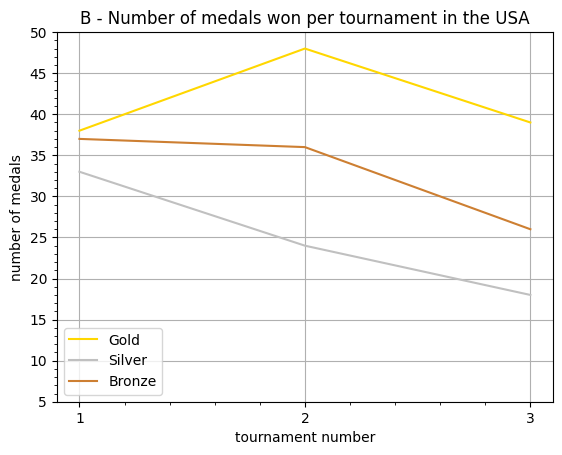 B - Number of medals won per tournament in the USA
number of medals
50
45
40
35
30
25
20
15
10
5
Gold
Silver
Bronze
1
2
3
tournament number